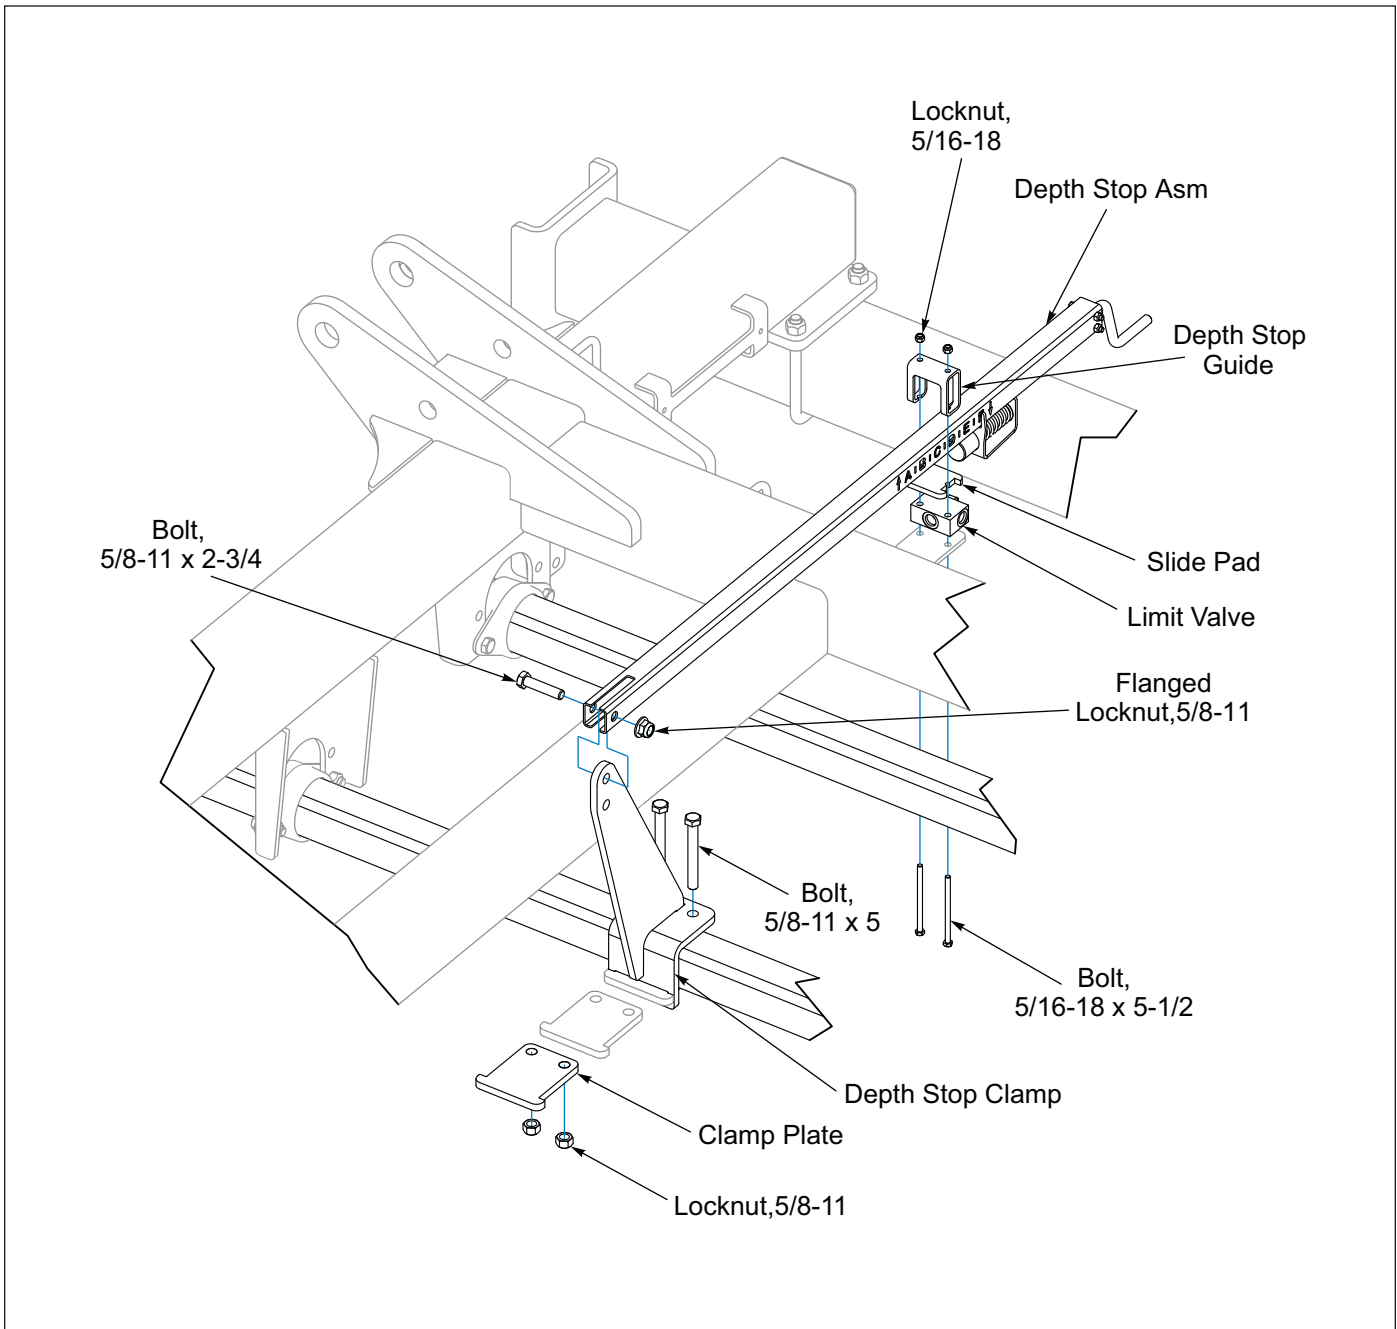 Locknut,
5/16-18
Depth Stop Asm
Depth Stop
Guide
A B C D E F
Slide Pad
Limit Valve
Bolt,
5/8-11 x 2-3/4
Flanged
Locknut,5/8-11
Bolt,
5/8-11 x 5
Bolt,
5/16-18 x 5-1/2
Depth Stop Clamp
Clamp Plate
Locknut,5/8-11